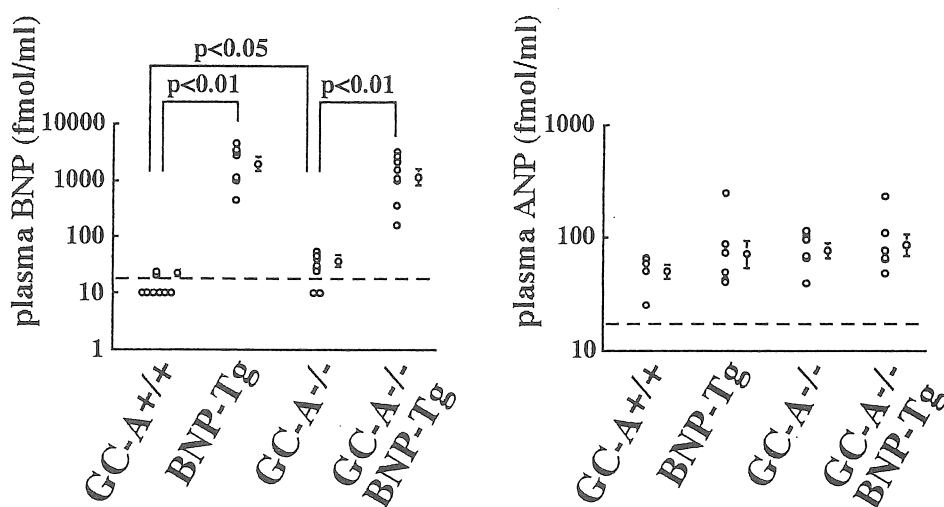 p<0.05
p<0.01
p<0.01
plasma BNP (fmol/ml)
10000
1000
100
10
1
GC-A+/+
BNP-Tg
GC-A-/-
GC-A-/-
BNP-Tg
plasma ANP (fmol/ml)
1000
100
10
GC-A+/+
BNP-Tg
GC-A-/-
GC-A-/-
BNP-Tg